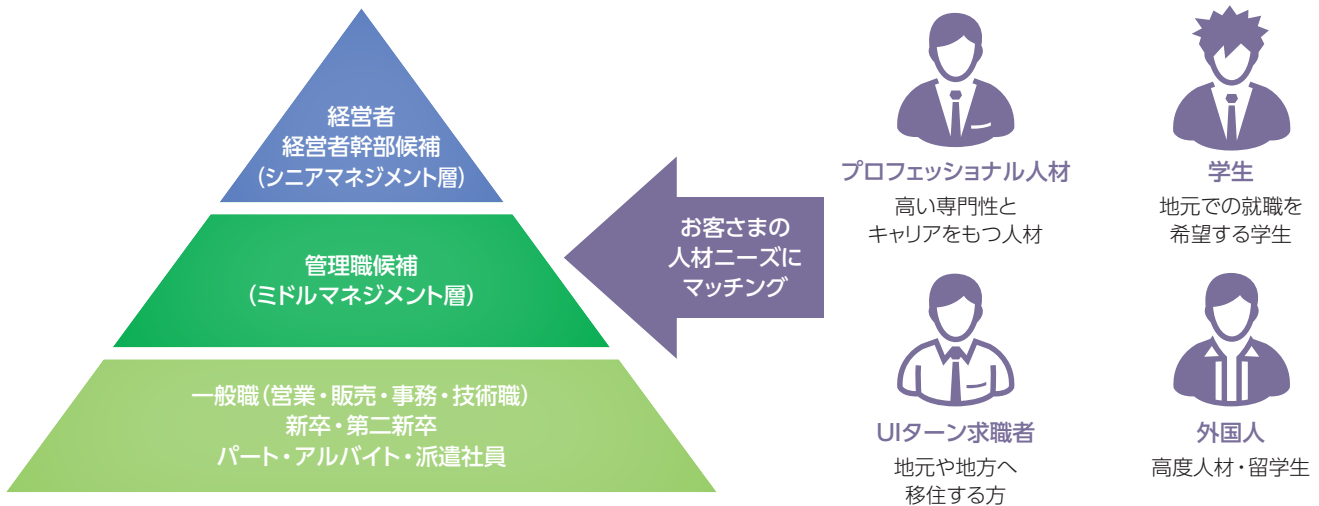 経営者
経営者幹部候補
(シニアマネジメント層)
管理職候補
(ミドルマネジメント層)
一般職(営業・販売・事務・技術職)
新卒・第二新卒
パート・アルバイト・派遣社員
お客さまの
人材ニーズに
マッチング
プロフェッショナル人材
高い専門性と
キャリアをもつ人材
学生
地元での就職を
希望する学生
UIターン求職者
地元や地方へ
移住する方
外国人
高度人材・留学生